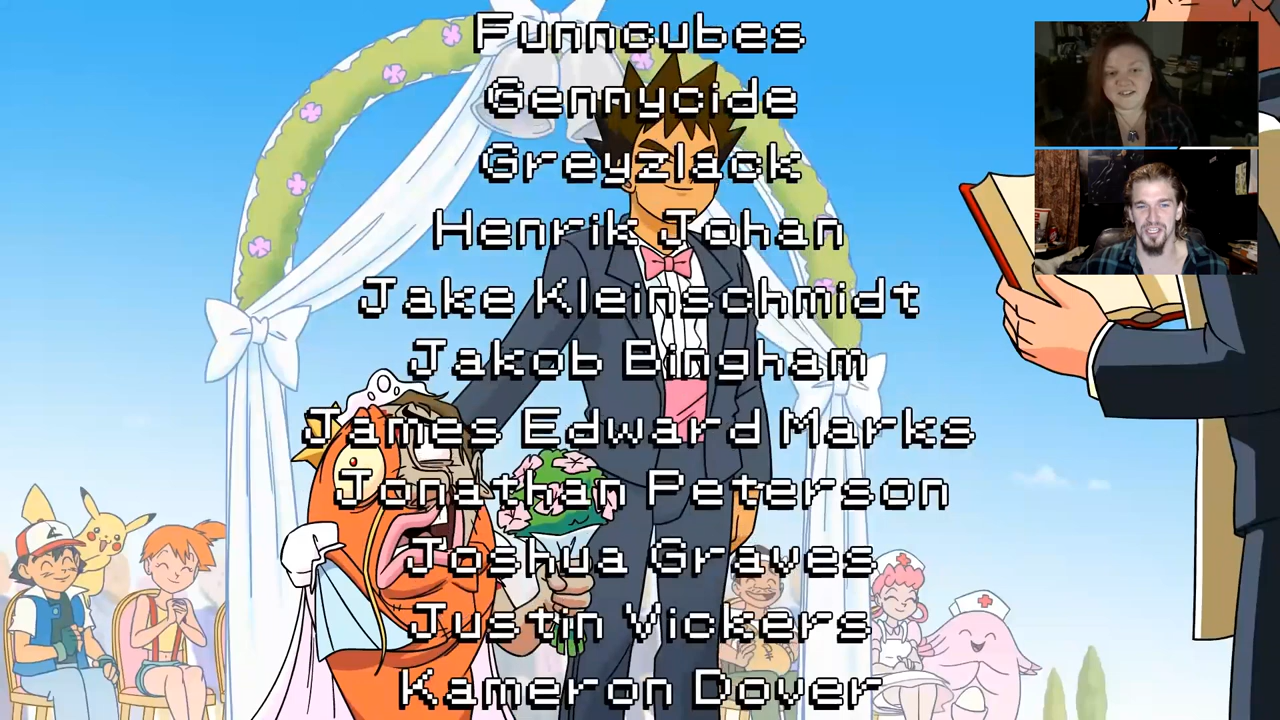 Funncubes
Gennycide
Greyzlack
Henrik Johan
Jake Kleinschmidt
Jakob Bingham
James Edward Marks
Jonathan Peterson
Joshua Graves
Justin Vickers
Kameron Dover